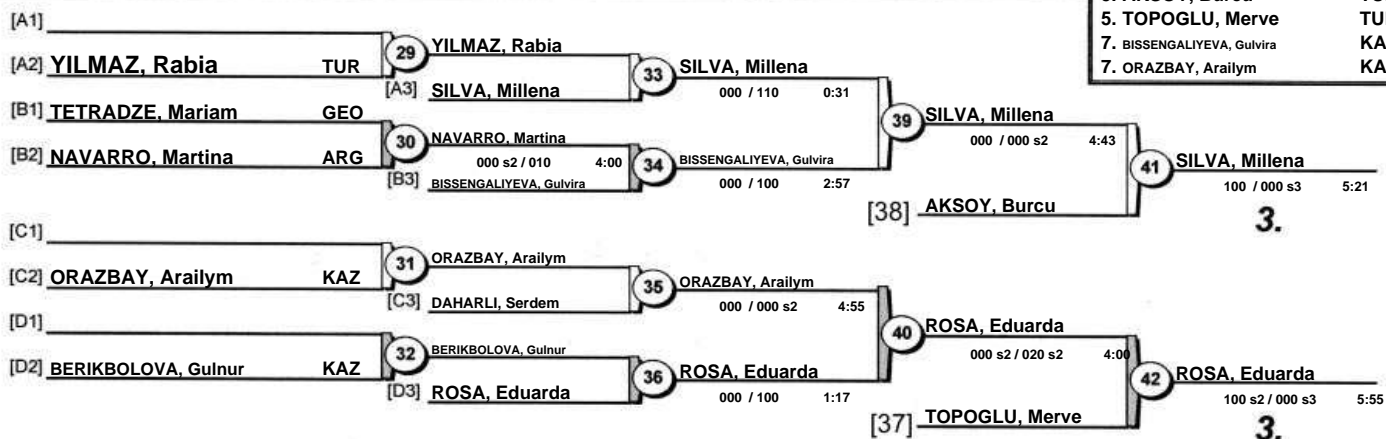 5. TOPOGLU, Merve TU
7. BISSENGALIYEVA, Gulvira KA
7. ORAZBAY, Arailym KA
[A1]
[A2] YILMAZ, Rabia TUR
29
YILMAZ, Rabia
[A3] SILVA, Millena
33
SILVA, Millena
000 / 110 0:31
[B1] TETRADZE, Mariam GEO
[B2] NAVARRO, Martina ARG
30
NAVARRO, Martina
000 s2 / 010 4:00
[B3] BISSENGALIYEVA, Gulvira
34
BISSENGALIYEVA, Gulvira
000 / 100 2:57
39
SILVA, Millena
000 / 000 s2 4:43
[38] AKSOY, Burcu
41
SILVA, Millena
100 / 000 s3 5:21
3.
[C1]
[C2] ORAZBAY, Arailym KAZ
31
ORAZBAY, Arailym
[C3] DAHARLI, Serdem
35
ORAZBAY, Arailym
000 / 000 s2 4:55
[D1]
[D2] BERIKBOLOVA, Gulnur KAZ
32
BERIKBOLOVA, Gulnur
[D3] ROSA, Eduarda
36
ROSA, Eduarda
000 / 100 1:17
40
ROSA, Eduarda
000 s2 / 020 s2 4:00
[37] TOPOGLU, Merve
42
ROSA, Eduarda
100 s2 / 000 s3 5:55
3.